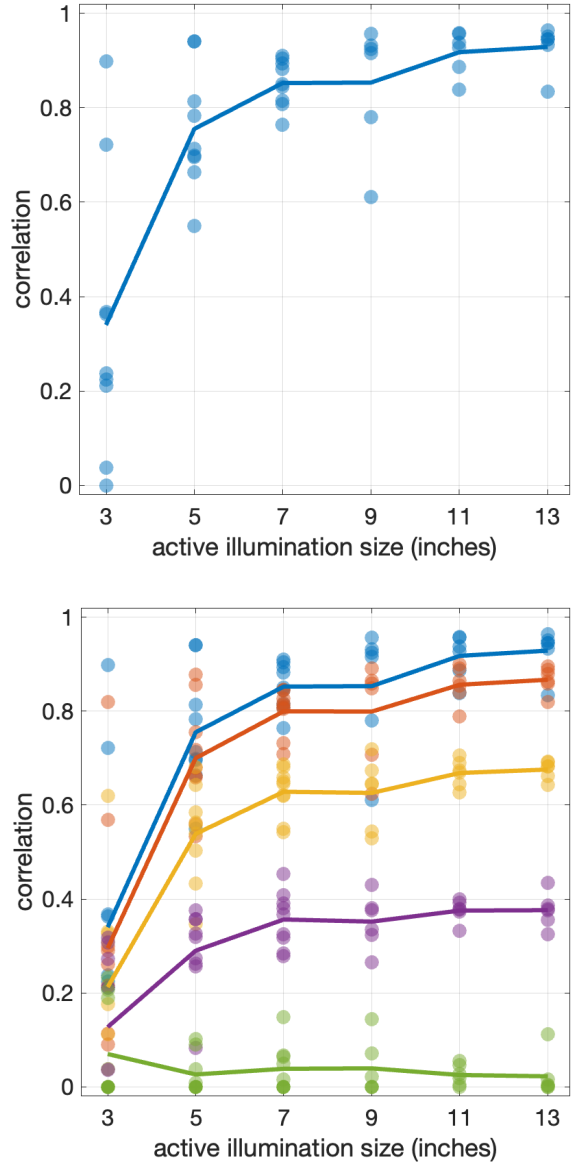 1
0.8
0.6
0.4
0.2
0
correlation
3 5 7 9 11 13
active illumination size (inches)
1
0.8
0.6
0.4
0.2
0
correlation
3 5 7 9 11 13
active illumination size (inches)